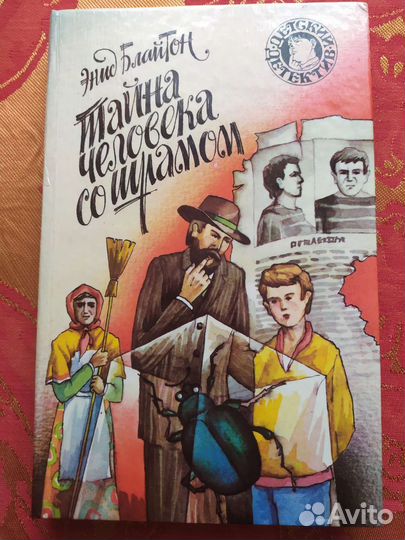 Энид Блайтон
Тайна
человека
со шрамом
ДЕТСКИЙ
ДЕТЕКТИВ
Avito